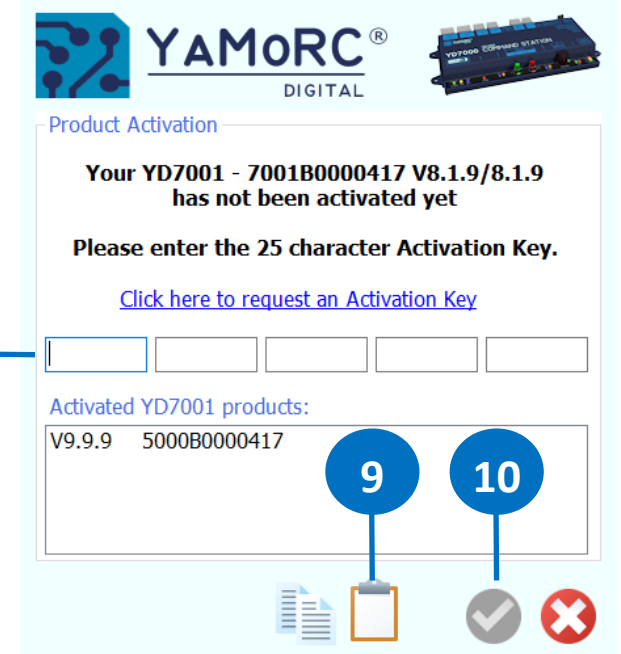 YAMoRC®
DIGITAL
YD7000 COMMAND STATION
Product Activation
Your YD7001 - 7001B0000417 V8.1.9/8.1.9
has not been activated yet
Please enter the 25 character Activation Key.
Click here to request an Activation Key
Activated YD7001 products:
V9.9.9 5000B0000417
9
10